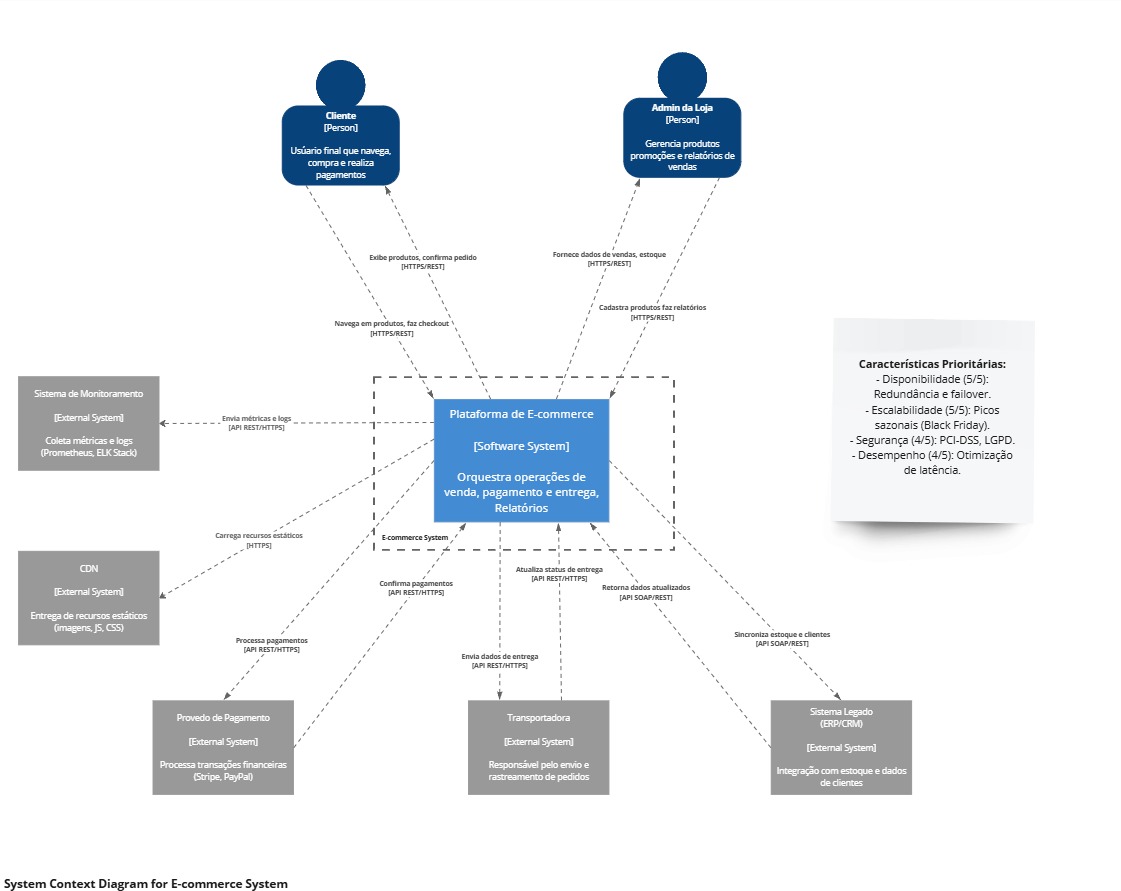 Cliente
[Person]
Usúario final que navega,
compra e realiza
pagamentos
Admin da Loja
[Person]
Gerencia produtos
promoções e relatórios de
vendas
Exibe produtos, confirma pedido
[HTTPS/REST]
Fornece dados de vendas, estoque
[HTTPS/REST]
Navega em produtos, faz checkout
[HTTPS/REST]
Cadastra produtos faz relatórios
[HTTPS/REST]
Características Prioritárias:
- Disponibilidade (5/5):
Redundância e failover.
- Escalabilidade (5/5): Picos
sazonais (Black Friday).
- Segurança (4/5): PCI-DSS, LGPD.
- Desempenho (4/5): Otimização
de latência.
Sistema de Monitoramento
[External System]
Coleta métricas e logs
(Prometheus, ELK Stack)
Envia métricas e logs
[API REST/HTTPS]
Plataforma de E-commerce
[Software System]
Orquestra operações de
venda, pagamento e entrega,
Relatórios
E-commerce System
Carrega recursos estáticos
[HTTPS]
CDN
[External System]
Entrega de recursos estáticos
(imagens, JS, CSS)
Confirma pagamentos
[API REST/HTTPS]
Atualiza status de entrega
[API REST/HTTPS]
Retorna dados atualizados
[API SOAP/REST]
Processa pagamentos
[API REST/HTTPS]
Envia dados de entrega
[API REST/HTTPS]
Sincroniza estoque e clientes
[API SOAP/REST]
Provedo de Pagamento
[External System]
Processa transações financeiras
(Stripe, PayPal)
Transportadora
[External System]
Responsável pelo envio e
rastreamento de pedidos
Sistema Legado
(ERP/CRM)
[External System]
Integração com estoque e dados
de clientes
System Context Diagram for E-commerce System